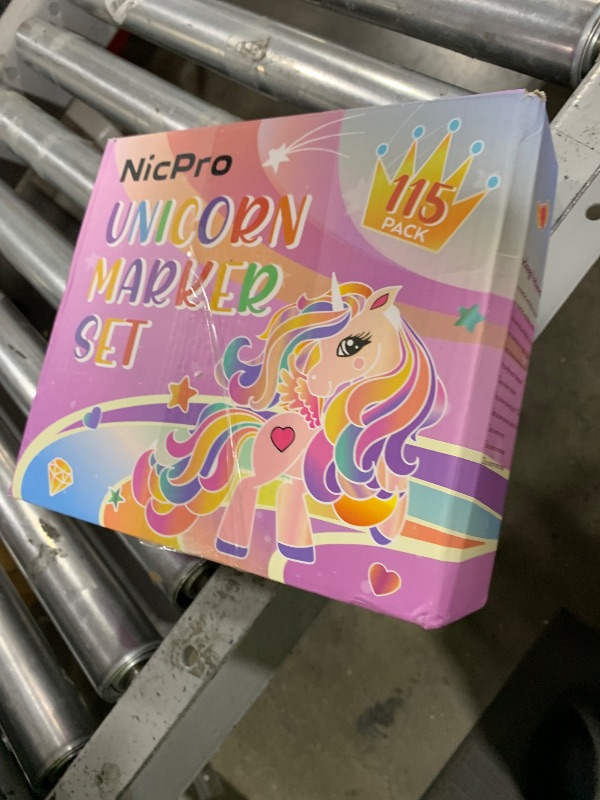 NicPro
UNICORN
MARKER
SET
115
PACK